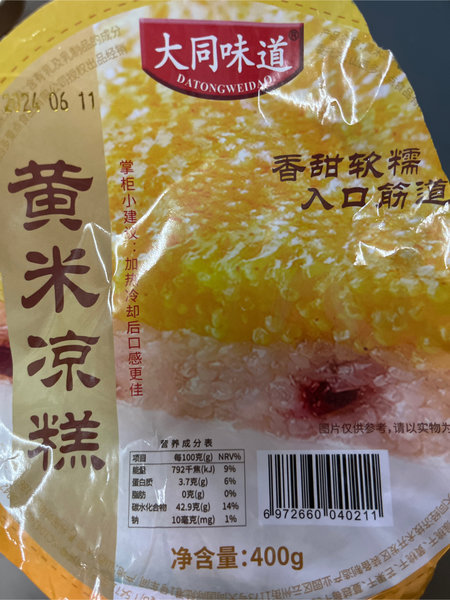 大同味道®
DATONGWEIDAO
2024 06 11
黄米凉糕
掌柜小建议：加热冷却后口感更佳
香甜软糯
入口筋道
图片仅供参考，请以实物为
营养成分表
项目 每100克(g) NRV%
能量 792千焦(kJ) 9%
蛋白质 3.7克(g) 6%
脂肪 0克(g) 0%
碳水化合物 42.9克(g) 14%
钠 10毫克(mg) 1%
6 972660 040211
净含量:400g